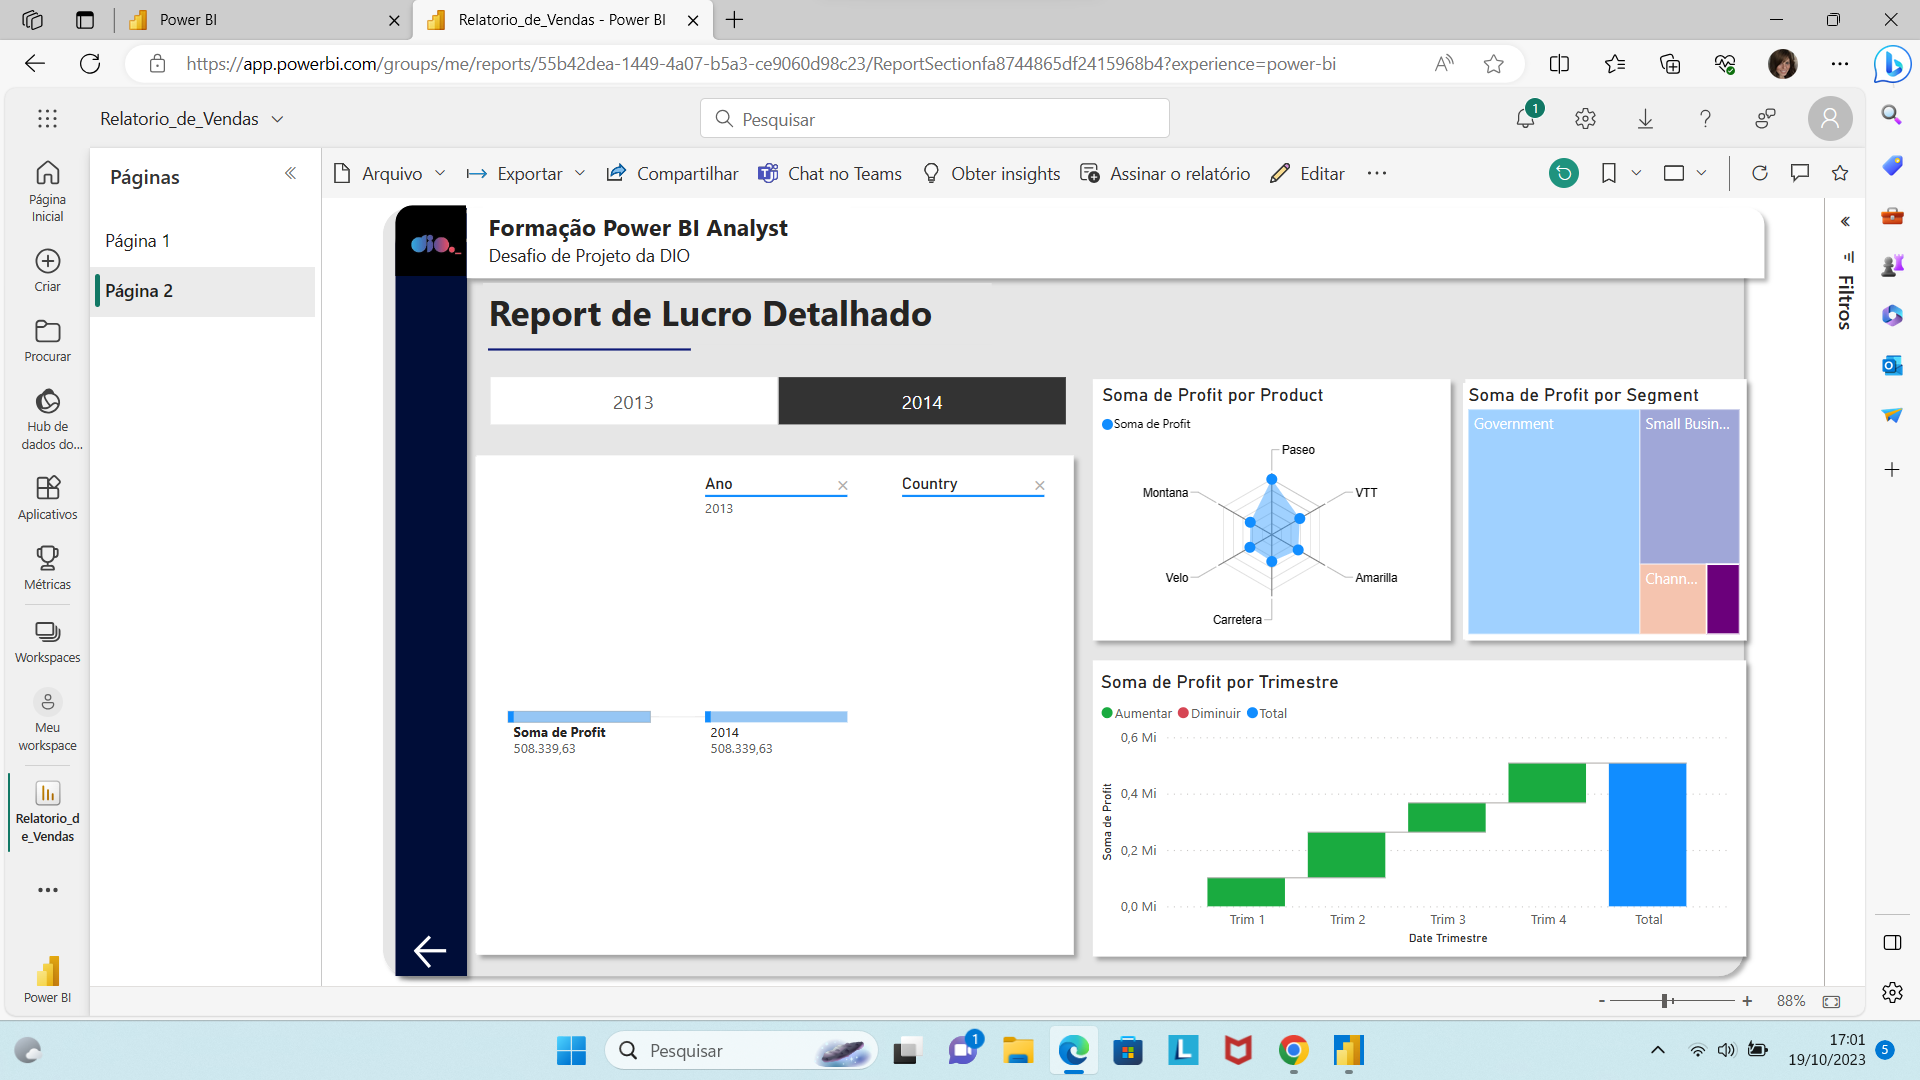 Power BI
Relatorio_de_Vendas - Power BI
https://app.powerbi.com/groups/me/reports/55b42dea-1449-4a07-b5a3-ce9060d98c23/ReportSectionfa8744865df2415968b4?experience=power-bi
Relatorio_de_Vendas
Pesquisar
1
Página
Inicial
Criar
Procurar
Hub de
dados do...
Aplicativos
Métricas
Workspaces
Meu
workspace
Relatorio_d
e_Vendas
Power BI
Páginas
Página 1
Página 2
Arquivo
Exportar
Compartilhar
Chat no Teams
Obter insights
Assinar o relatório
Editar
Filtros
dio._
Formação Power BI Analyst
Desafio de Projeto da DIO
Report de Lucro Detalhado
2013
2014
Ano
2013
Country
Soma de Profit
508.339,63
2014
508.339,63
Soma de Profit por Product
Soma de Profit
Paseo
VTT
Amarilla
Carretera
Velo
Montana
Soma de Profit por Segment
Government
Small Busin...
Chann...
Soma de Profit por Trimestre
Aumentar
Diminuir
Total
Soma de Profit
0,6 Mi
0,4 Mi
0,2 Mi
0,0 Mi
Trim 1
Trim 2
Trim 3
Trim 4
Total
Date Trimestre
88%
Pesquisar
1
17:01
19/10/2023
5